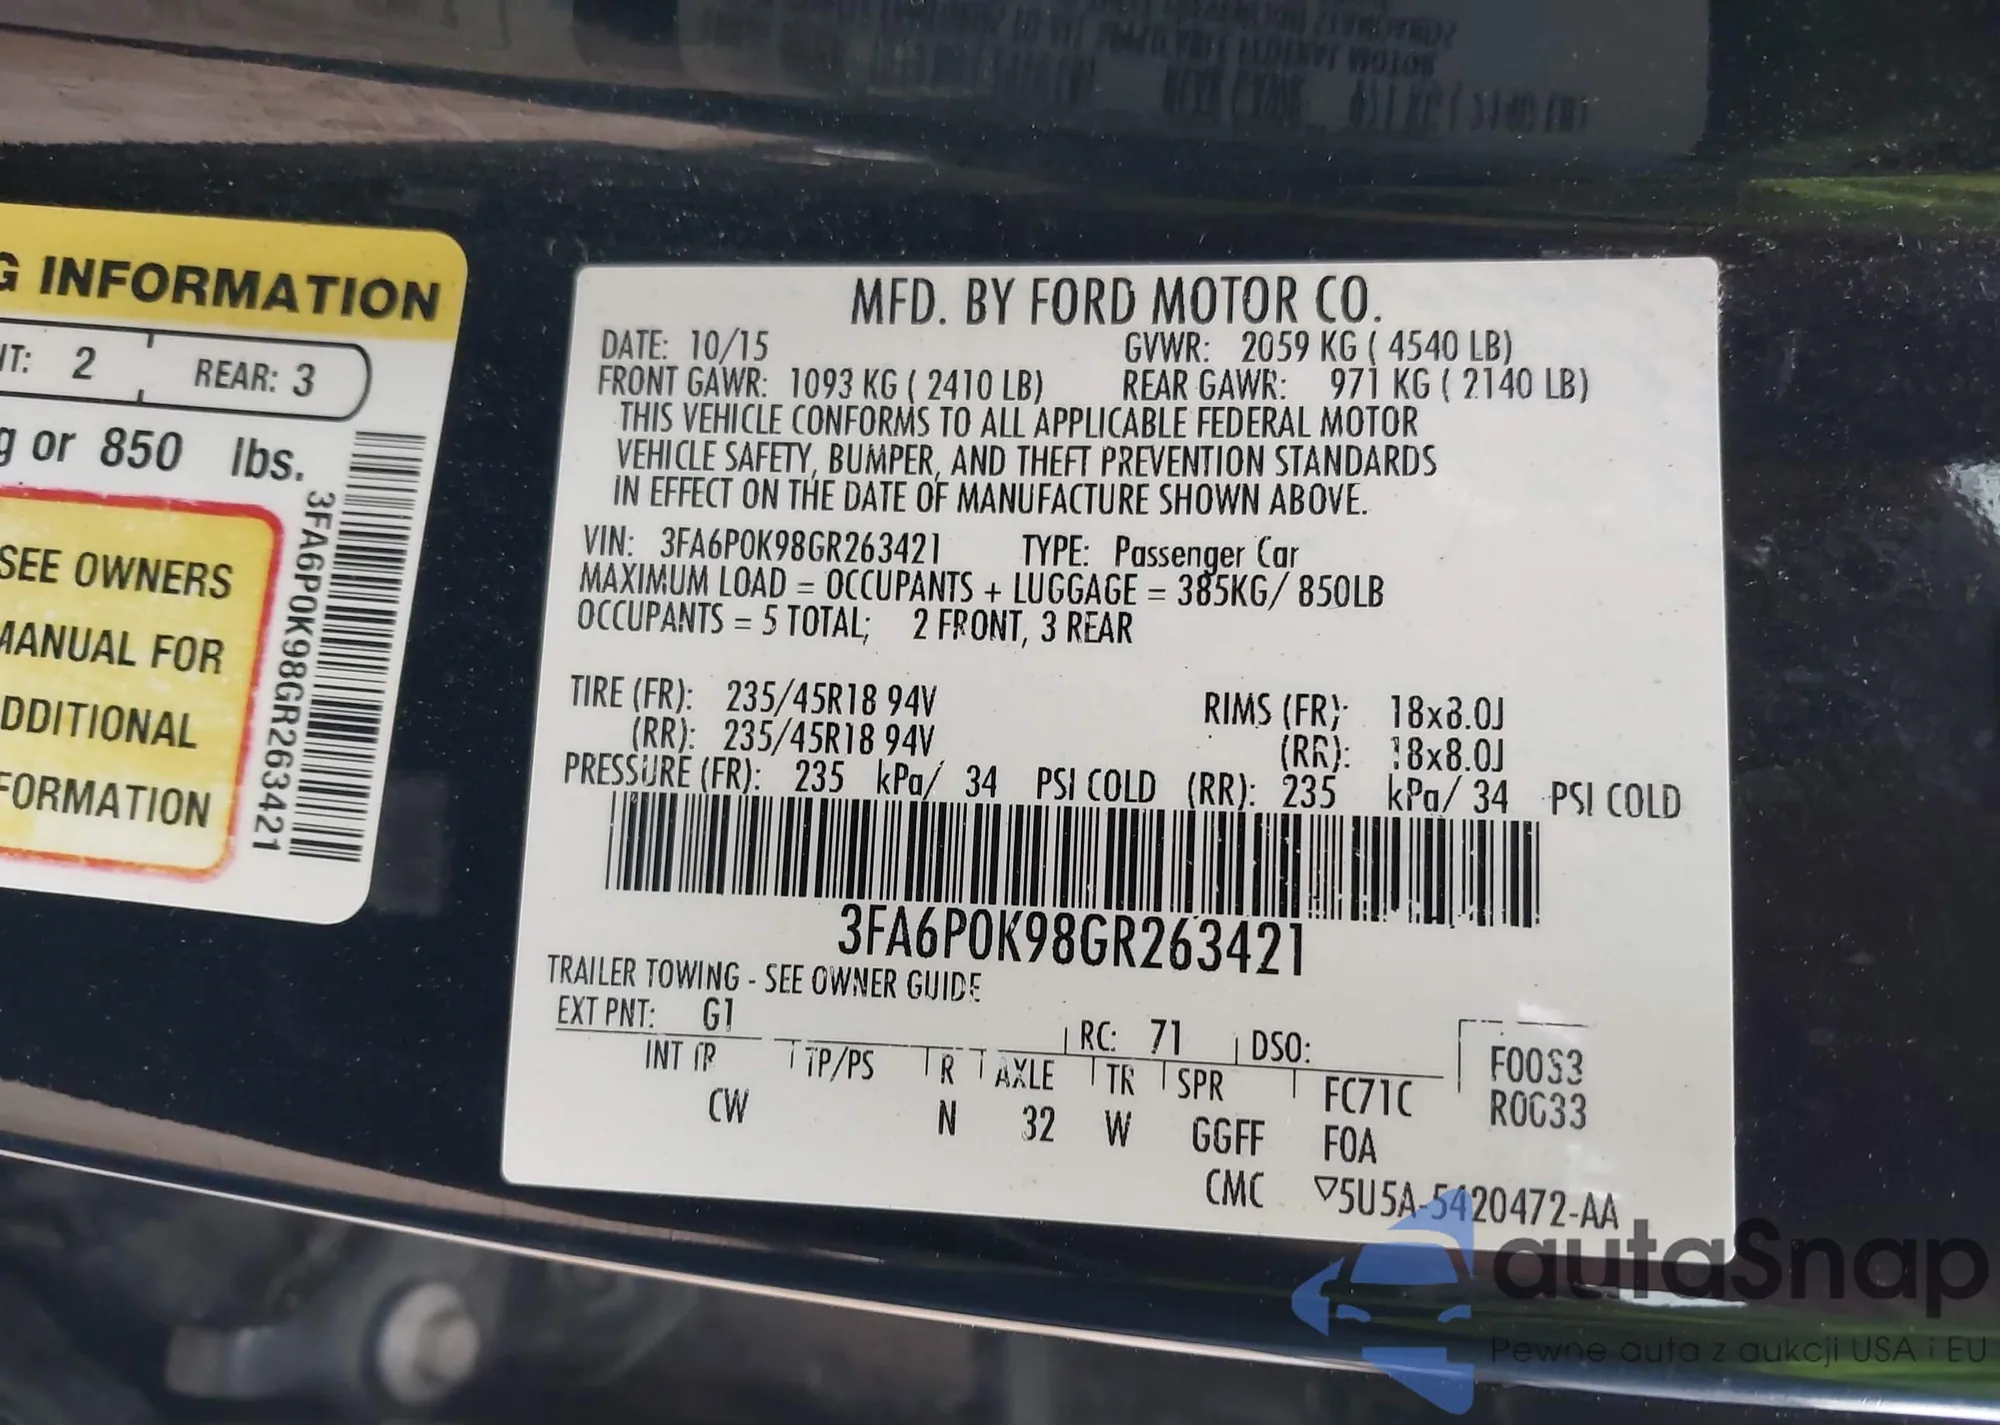 G INFORMATION
NT: 2 REAR: 3
g or 850 lbs.
SEE OWNERS
MANUAL FOR
DDITIONAL
FORMATION
3FA6P0K98GR263421
MFD. BY FORD MOTOR CO.
DATE: 10/15 GVWR: 2059 KG ( 4540 LB)
FRONT GAWR: 1093 KG ( 2410 LB) REAR GAWR: 971 KG ( 2140 LB)
THIS VEHICLE CONFORMS TO ALL APPLICABLE FEDERAL MOTOR
VEHICLE SAFETY, BUMPER, AND THEFT PREVENTION STANDARDS
IN EFFECT ON THE DATE OF MANUFACTURE SHOWN ABOVE.
VIN: 3FA6P0K98GR263421 TYPE: Passenger Car
MAXIMUM LOAD = OCCUPANTS + LUGGAGE = 385KG/ 850LB
OCCUPANTS = 5 TOTAL; 2 FRONT, 3 REAR
TIRE (FR): 235/45R18 94V RIMS (FR): 18x8.0J
(RR): 235/45R18 94V (RR): 18x8.0J
PRESSURE (FR): 235 kPa/ 34 PSI COLD (RR): 235 kPa/ 34 PSI COLD
3FA6P0K98GR263421
TRAILER TOWING - SEE OWNER GUIDE
EXT PNT: G1 RC: 71 DSO: F0033
INT TR TP/PS R AXLE TR SPR FC71C R0033
CW N 32 W GGFF F0A
CMC ▽5U5A-5420472-AA
autaSnap
Pewne auta z aukcji USA i EU